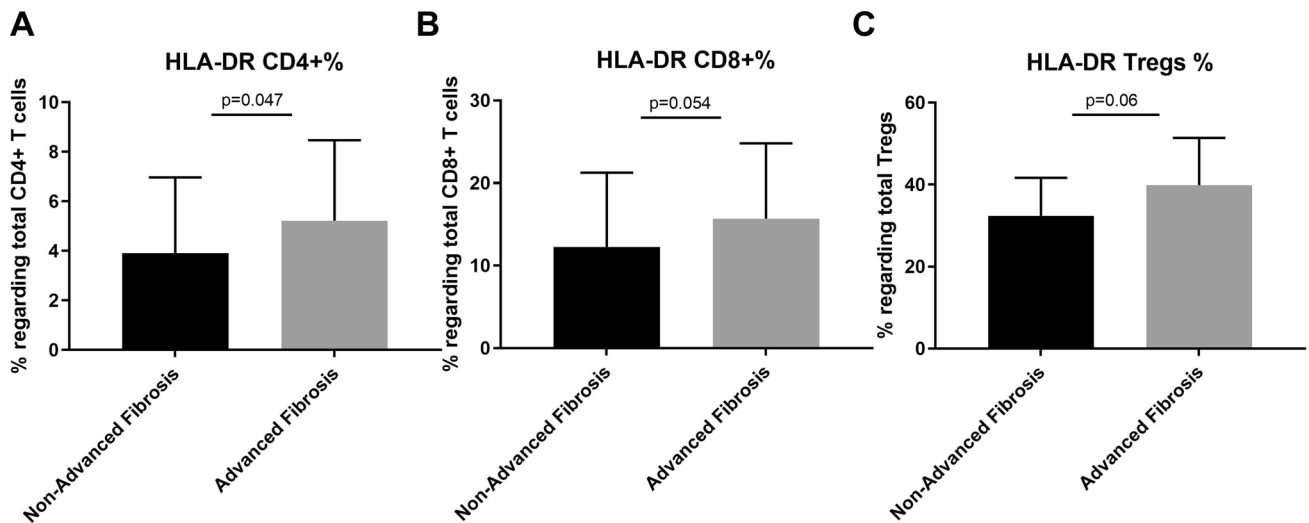 A
HLA-DR CD4+%
% regarding total CD4+ T cells
10
8
6
4
2
0
p=0.047
Non-Advanced Fibrosis
Advanced Fibrosis
B
HLA-DR CD8+%
% regarding total CD8+ T cells
30
20
10
0
p=0.054
Non-Advanced Fibrosis
Advanced Fibrosis
C
HLA-DR Tregs %
% regarding total Tregs
60
40
20
0
p=0.06
Non-Advanced Fibrosis
Advanced Fibrosis